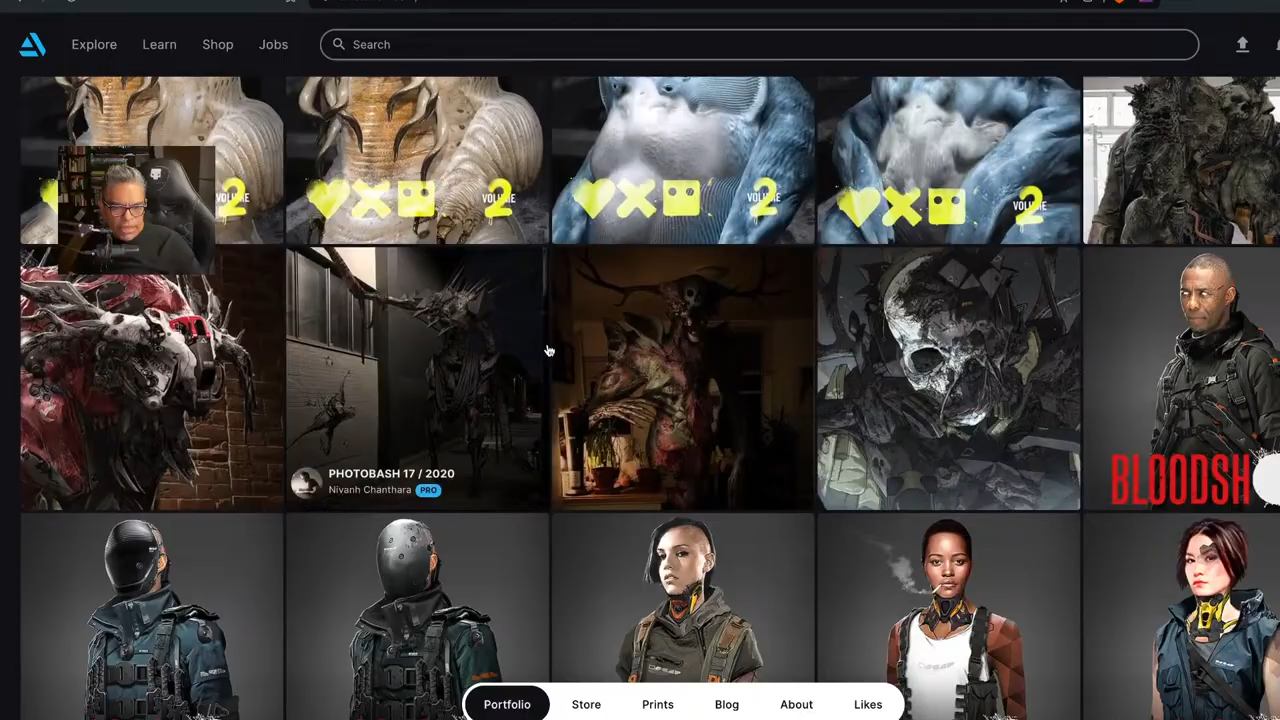 Explore Learn Shop Jobs Search
2 VOLUME 2 VOLUME 2 VOLUME 2
PHOTOBASH 17 / 2020
Nivanh Chanthara PRO
BLOODSH
Portfolio Store Prints Blog About Likes